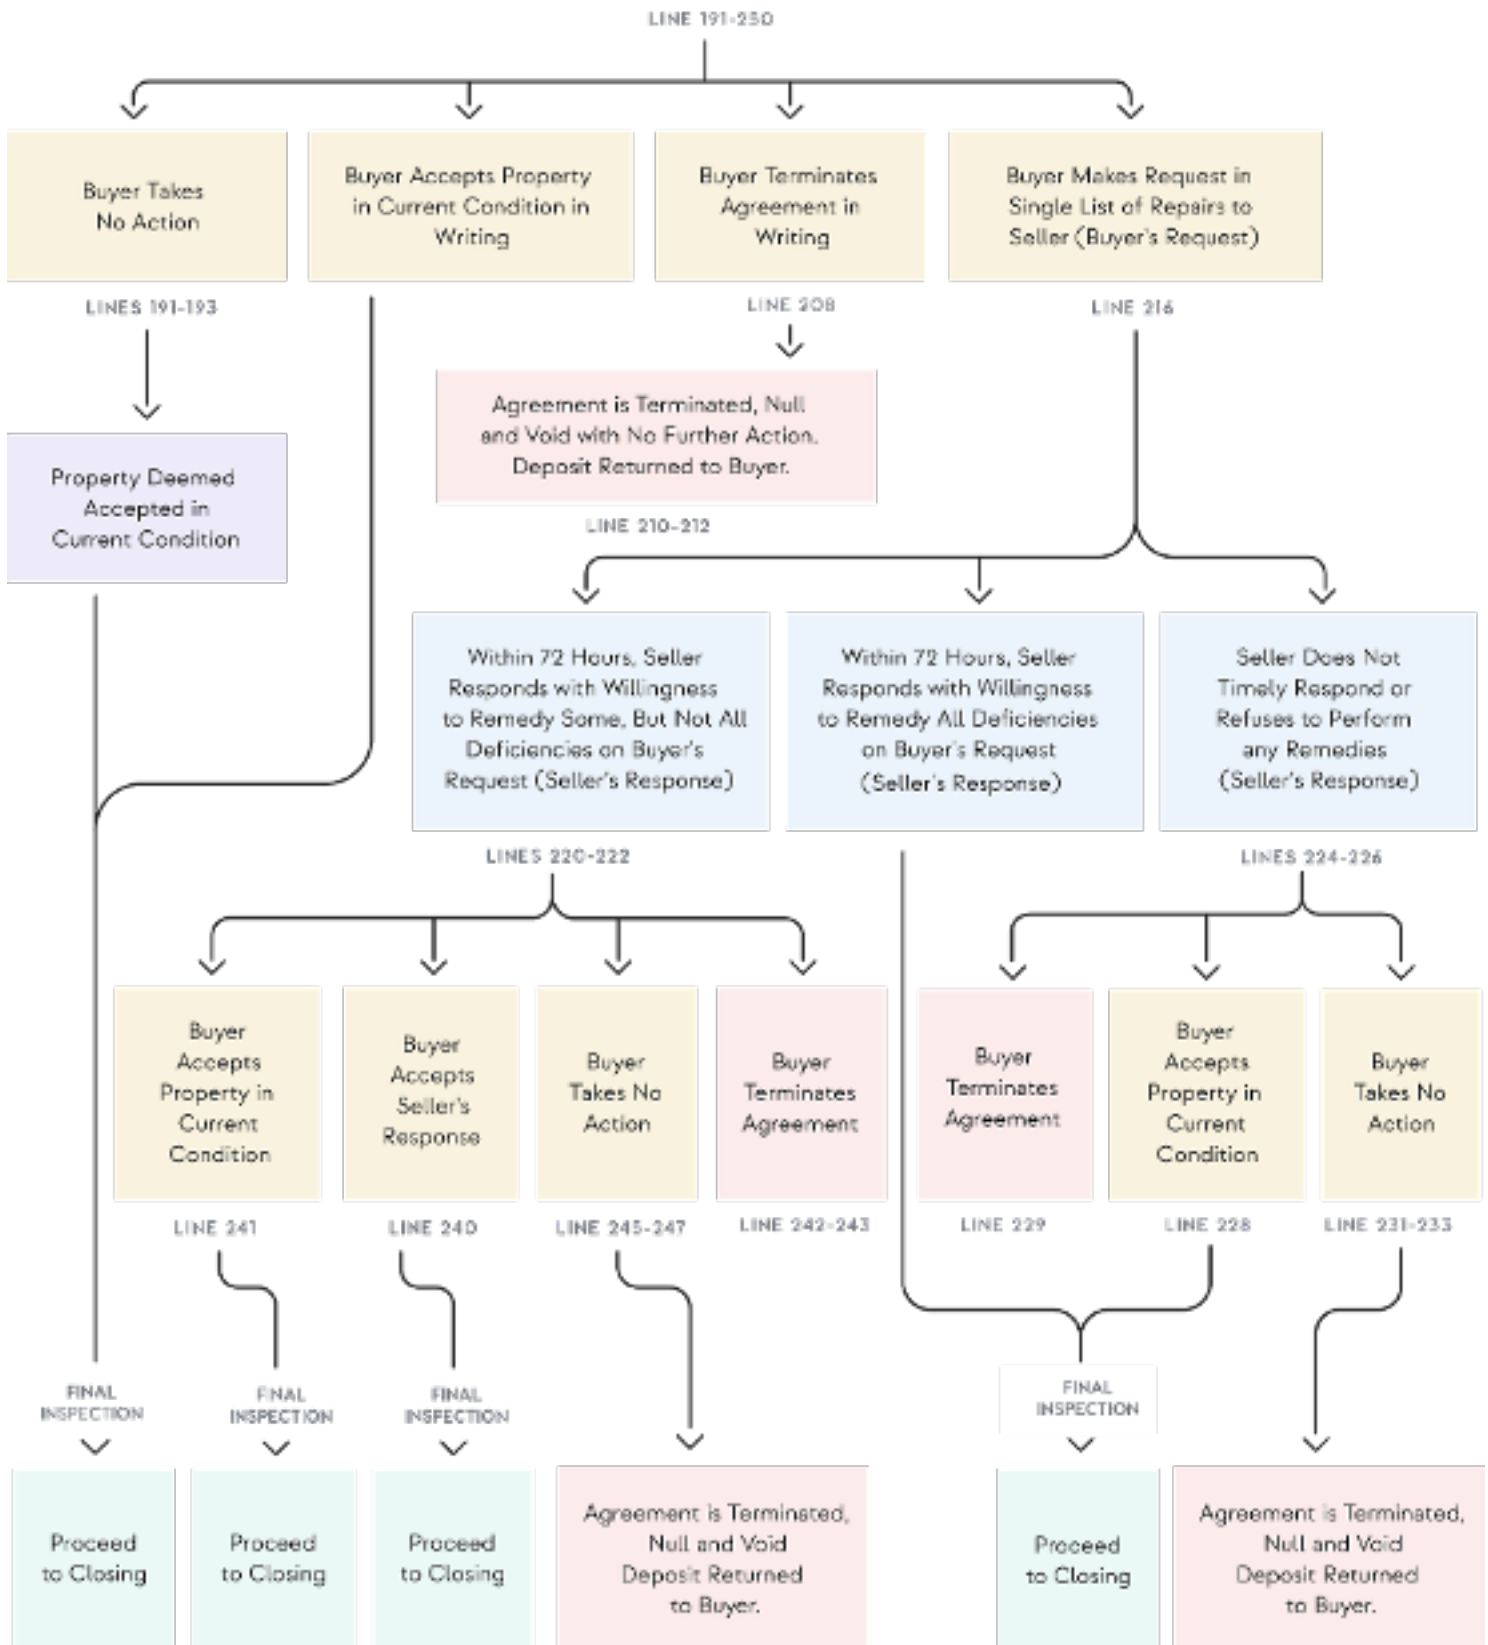 LINE 191-250
Buyer Takes
No Action
Buyer Accepts Property
in Current Condition in
Writing
Buyer Terminates
Agreement in
Writing
Buyer Makes Request in
Single List of Repairs to
Seller (Buyer's Request)
LINES 191-193
LINE 208
LINE 216
Agreement is Terminated, Null
and Void with No Further Action.
Deposit Returned to Buyer.
LINE 210-212
Property Deemed
Accepted in
Current Condition
Within 72 Hours, Seller
Responds with Willingness
to Remedy Some, But Not All
Deficiencies on Buyer's
Request (Seller's Response)
Within 72 Hours, Seller
Responds with Willingness
to Remedy All Deficiencies
on Buyer's Request
(Seller's Response)
Seller Does Not
Timely Respond or
Refuses to Perform
any Remedies
(Seller's Response)
LINES 220-222
LINES 224-226
Buyer
Accepts
Property in
Current
Condition
Buyer
Accepts
Seller's
Response
Buyer
Takes No
Action
Buyer
Terminates
Agreement
Buyer
Terminates
Agreement
Buyer
Accepts
Property in
Current
Condition
Buyer
Takes No
Action
LINE 241
LINE 240
LINE 245-247
LINE 242-243
LINE 229
LINE 228
LINE 231-233
FINAL
INSPECTION
FINAL
INSPECTION
FINAL
INSPECTION
FINAL
INSPECTION
Proceed
to Closing
Proceed
to Closing
Proceed
to Closing
Agreement is Terminated,
Null and Void
Deposit Returned
to Buyer.
Proceed
to Closing
Agreement is Terminated,
Null and Void
Deposit Returned
to Buyer.